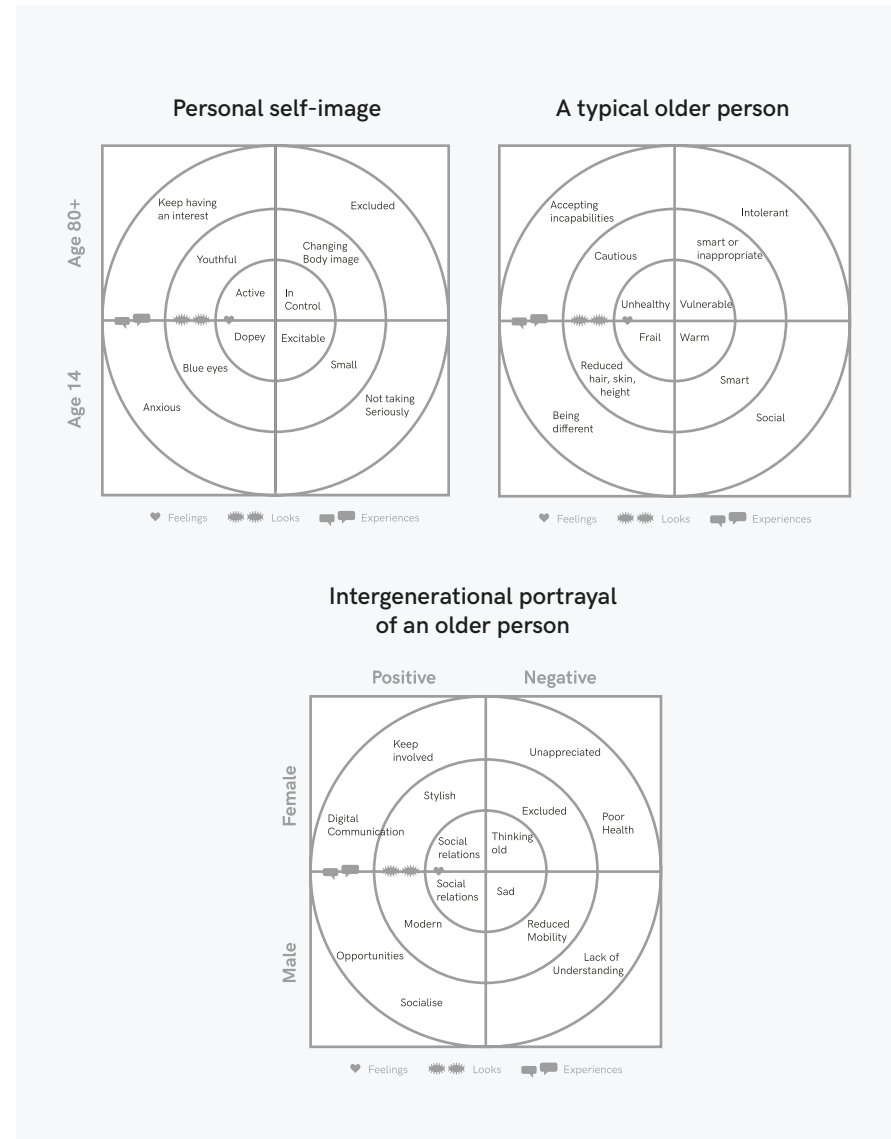 Personal self-image
Age 80+
Age 14
Keep having
an interest
Excluded
Youthful
Changing
Body image
Active
In
Control
Dopey
Excitable
Blue eyes
Small
Anxious
Not taking
Seriously
Feelings
Looks
Experiences
A typical older person
Accepting
incapabilities
Intolerant
Cautious
smart or
inappropriate
Unhealthy
Vulnerable
Frail
Warm
Reduced
hair, skin,
height
Smart
Being
different
Social
Feelings
Looks
Experiences
Intergenerational portrayal
of an older person
Positive
Negative
Female
Male
Keep
involved
Unappreciated
Stylish
Excluded
Digital
Communication
Poor
Health
Social
relations
Thinking
old
Social
relations
Sad
Modern
Reduced
Mobility
Opportunities
Lack of
Understanding
Socialise
Feelings
Looks
Experiences